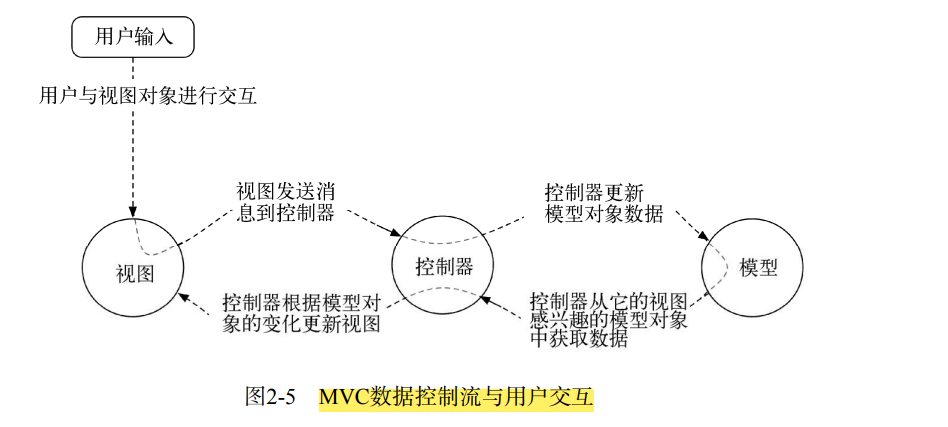 用户输入
用户与视图对象进行交互
视图发送消
息到控制器
控制器更新
模型对象数据
视图
控制器
模型
控制器根据模型对
象的变化更新视图
控制器从它的视图
感兴趣的模型对象
中获取数据
图2-5 MVC数据控制流与用户交互